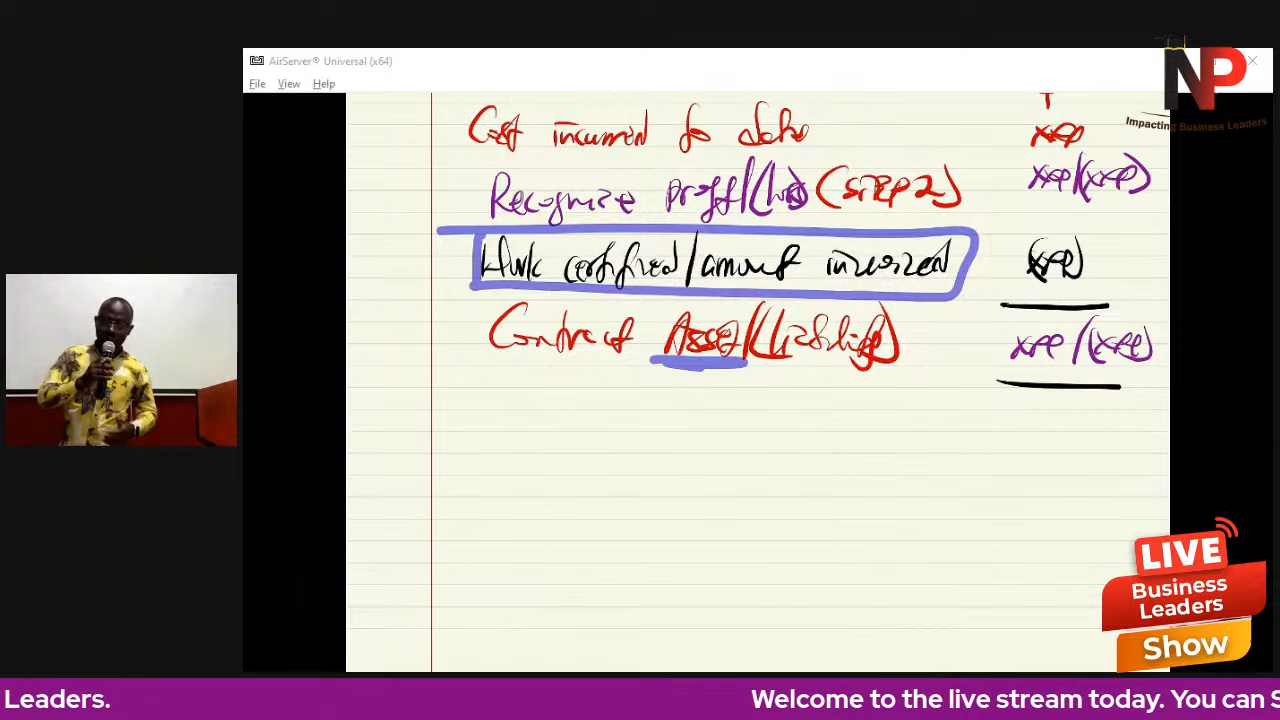 AirServer® Universal (x64)
File View Help
NP
Impacting Business Leaders
Cost incurred to date xxx
Recognize profit/(loss) (STEP 2) xxx/(xxx)
Work certified/amount invoiced (xxx)
Contract Asset/(Liability) xxx/(xxx)
LIVE
Business
Leaders
Show
Leaders. Welcome to the live stream today. You can S